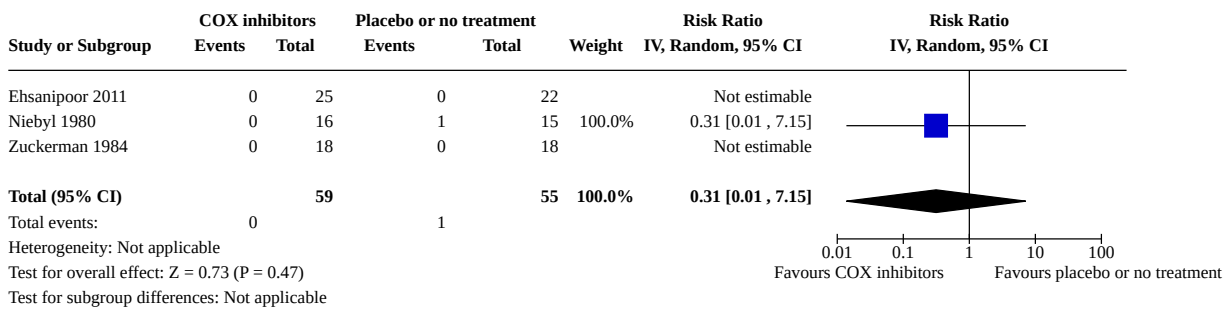 COX inhibitors Placebo or no treatment Risk Ratio Risk Ratio
Study or Subgroup Events Total Events Total Weight IV, Random, 95% CI IV, Random, 95% CI
Ehsanipoor 2011 0 25 0 22 Not estimable
Niebyl 1980 0 16 1 15 100.0% 0.31 [0.01 , 7.15]
Zuckerman 1984 0 18 0 18 Not estimable
Total (95% CI) 59 55 100.0% 0.31 [0.01 , 7.15]
Total events: 0 1
Heterogeneity: Not applicable
0.01 0.1 1 10 100
Test for overall effect: Z = 0.73 (P = 0.47) Favours COX inhibitors Favours placebo or no treatment
Test for subgroup differences: Not applicable